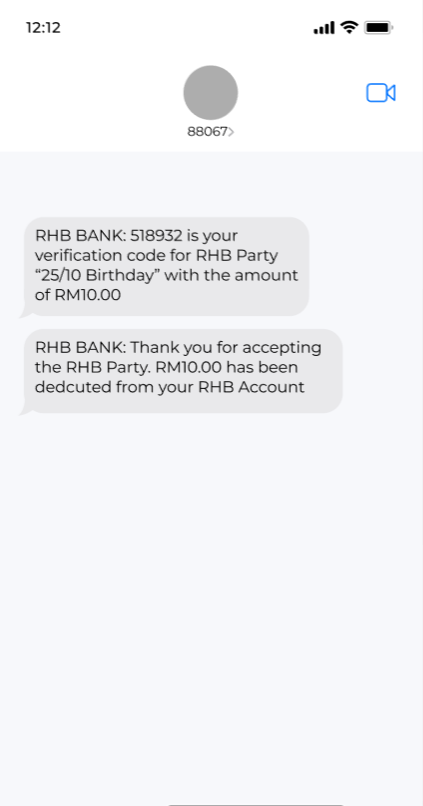 12:12
88067>
RHB BANK: 518932 is your
verification code for RHB Party
“25/10 Birthday” with the amount
of RM10.00
RHB BANK: Thank you for accepting
the RHB Party. RM10.00 has been
dedcuted from your RHB Account